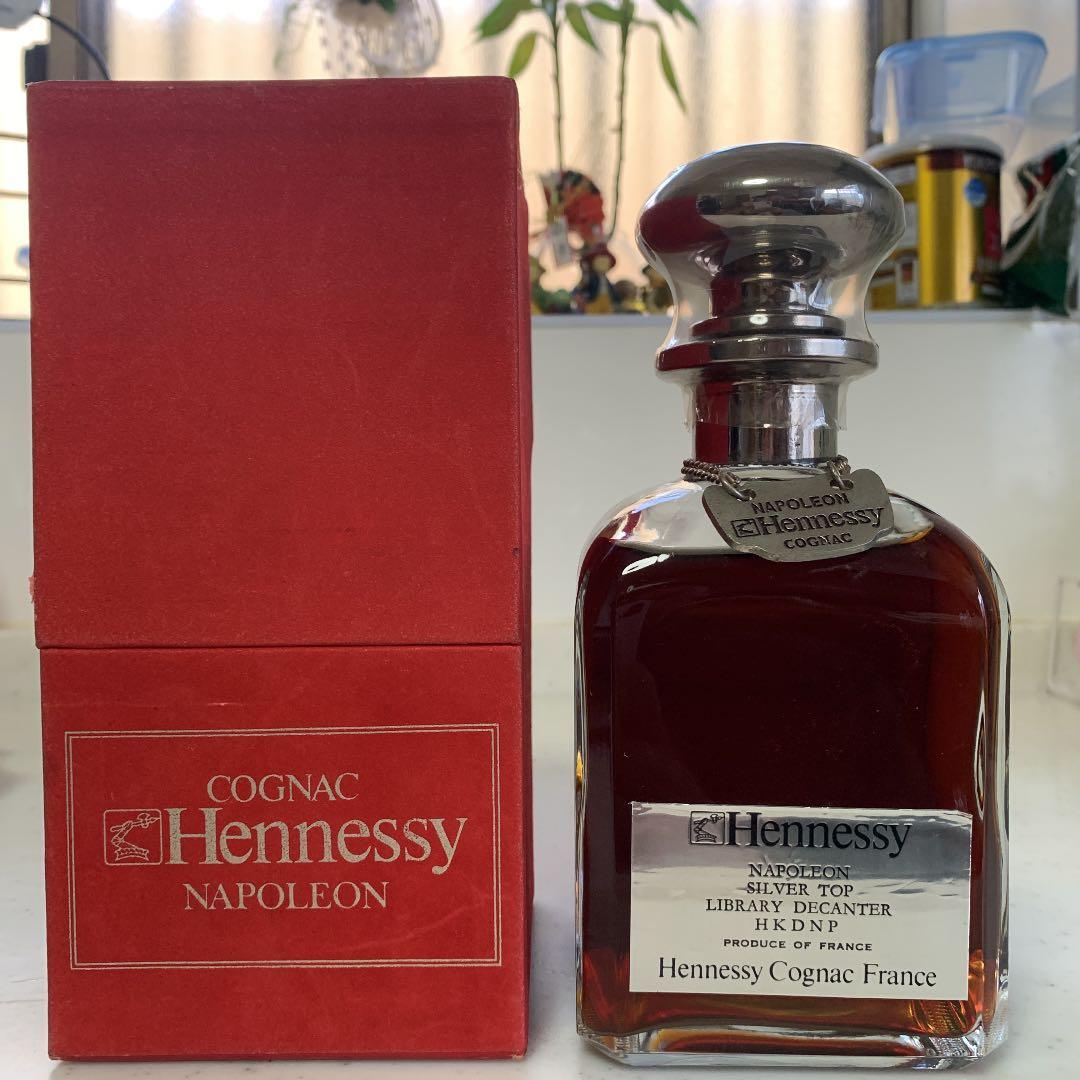 COGNAC
Hennessy
NAPOLEON
NAPOLEON
Hennessy
COGNAC
Hennessy
NAPOLEON
SILVER TOP
LIBRARY DECANTER
HKDNP
PRODUCE OF FRANCE
Hennessy Cognac France